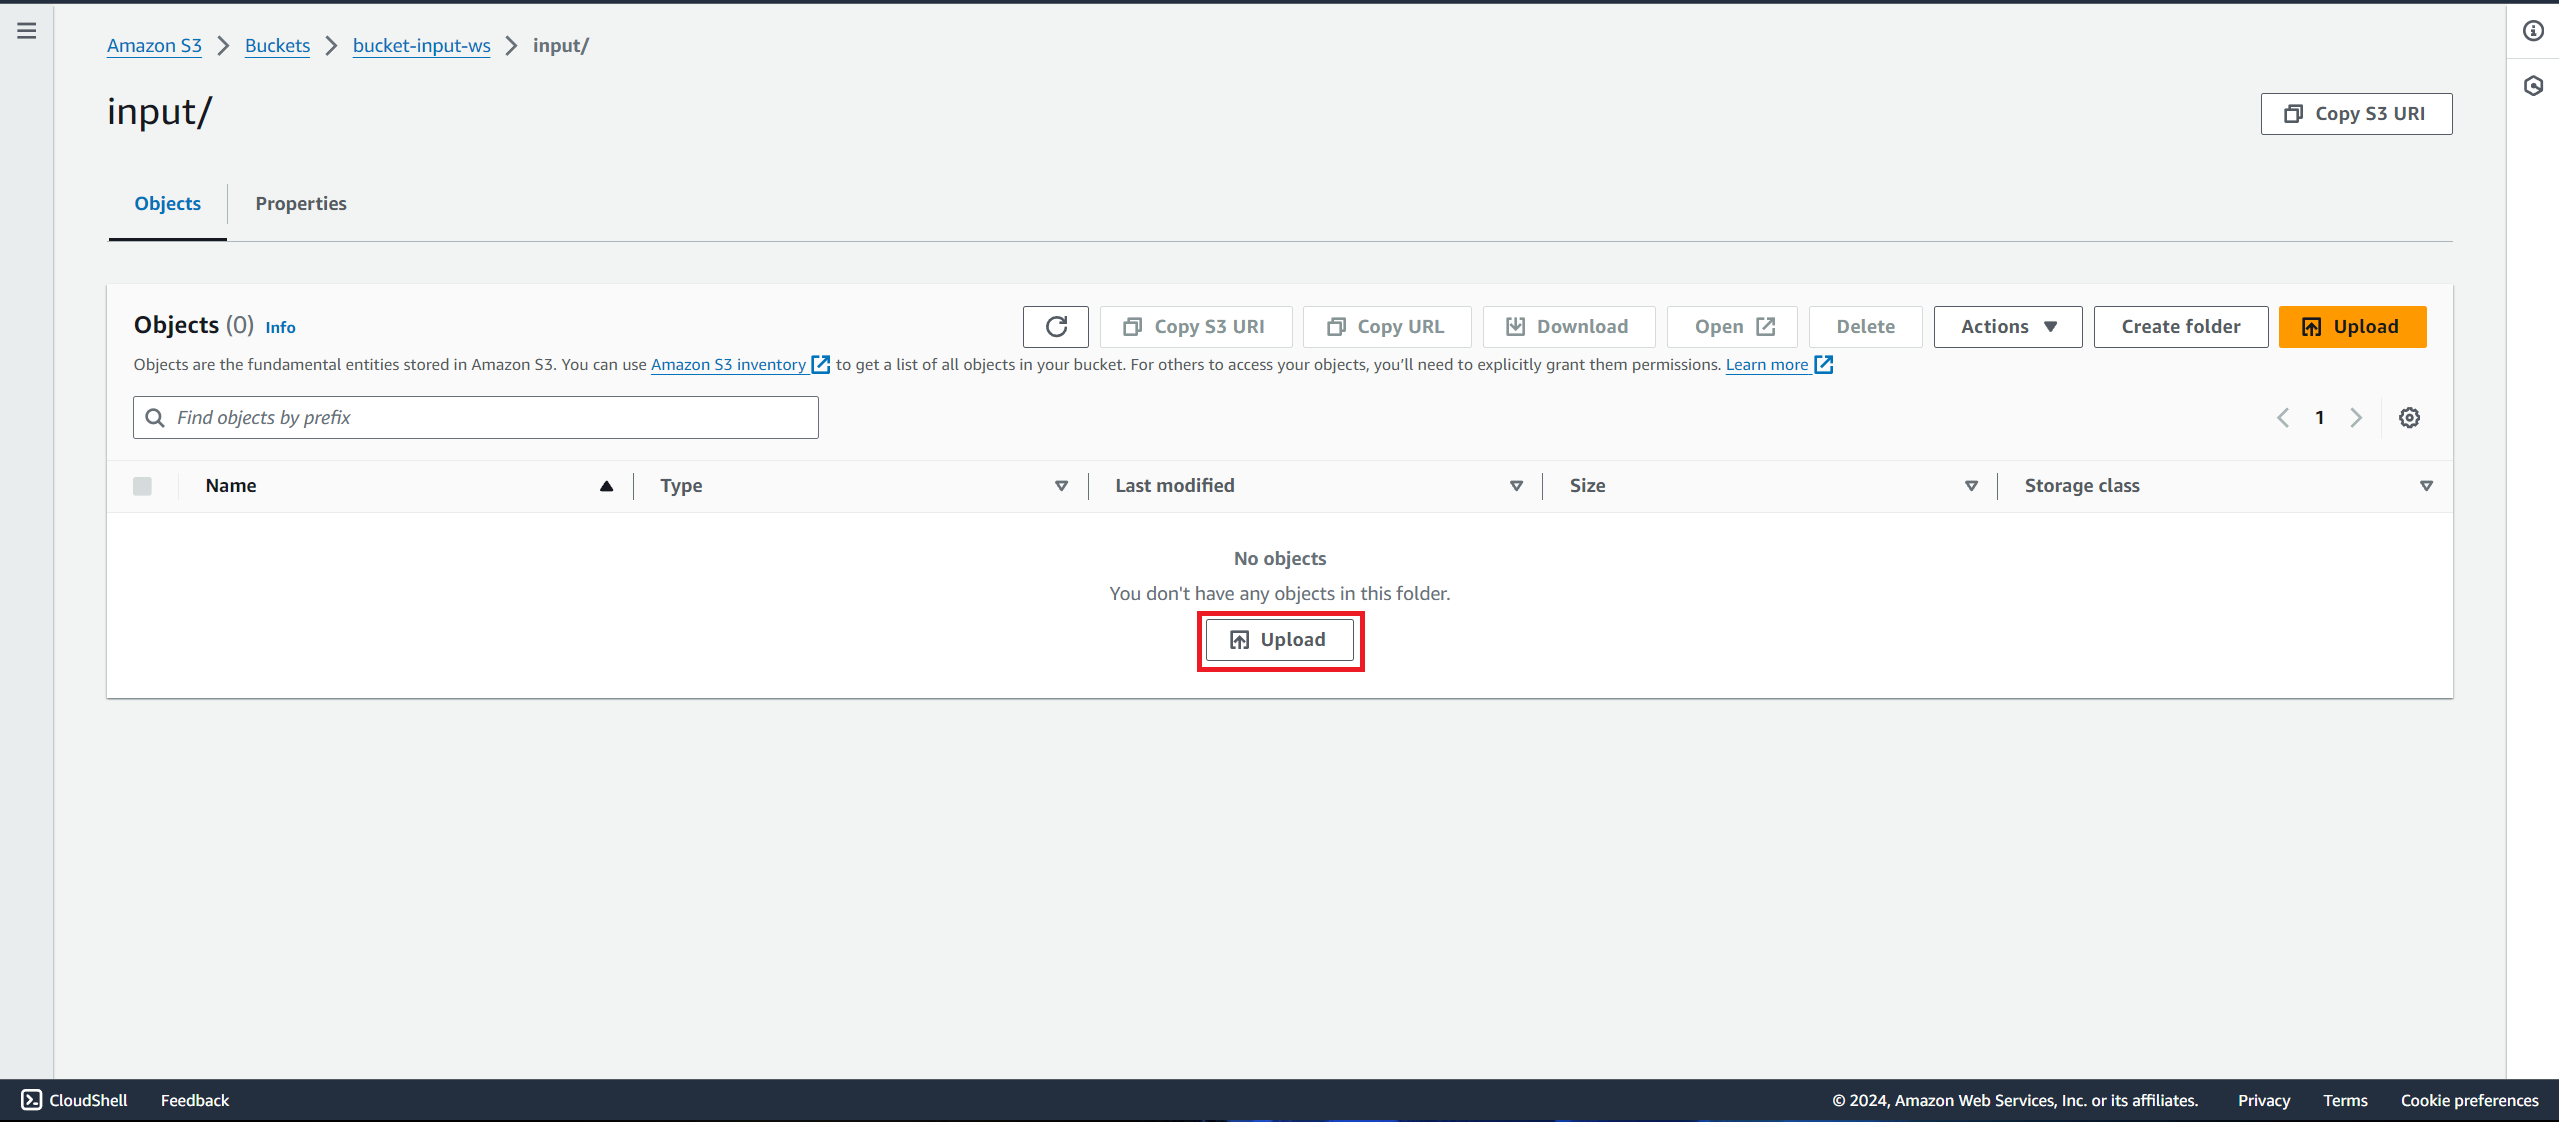 Amazon S3 Buckets bucket-input-ws input/
input/
Copy S3 URI
Objects Properties
Objects (0) Info
Copy S3 URI Copy URL Download Open Delete Actions Create folder Upload
Objects are the fundamental entities stored in Amazon S3. You can use Amazon S3 inventory to get a list of all objects in your bucket. For others to access your objects, you’ll need to explicitly grant them permissions. Learn more
Find objects by prefix
1
Name Type Last modified Size Storage class
No objects
You don't have any objects in this folder.
Upload
CloudShell Feedback © 2024, Amazon Web Services, Inc. or its affiliates. Privacy Terms Cookie preferences